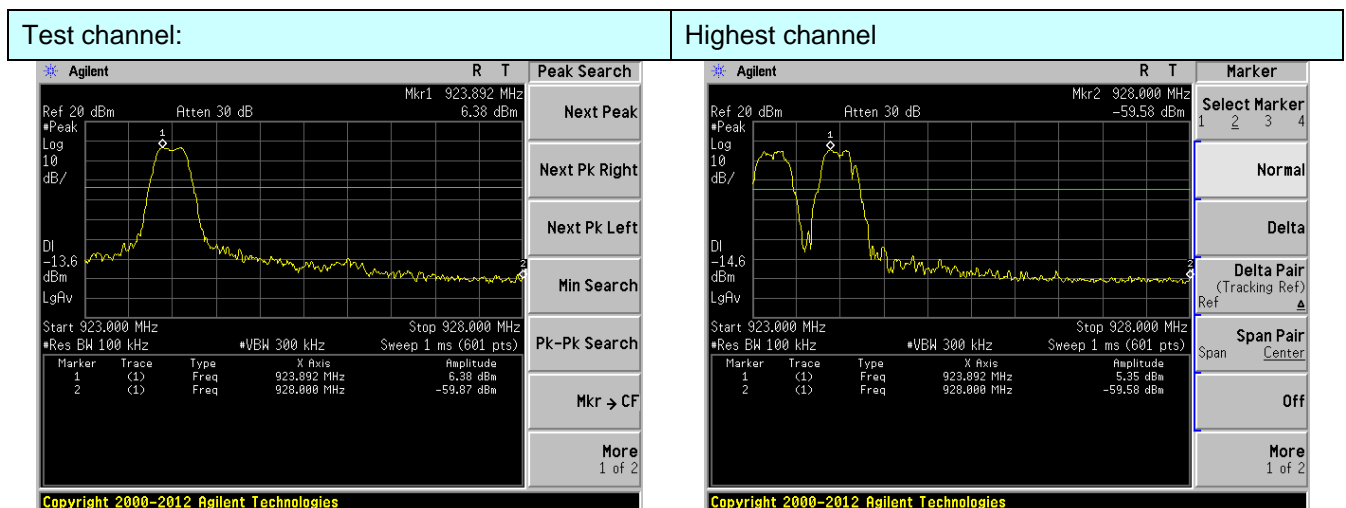 Test channel: Highest channel
Agilent R T Peak Search
Mkr1 923.892 MHz
Ref 20 dBm Atten 30 dB 6.38 dBm
#Peak
Log
10
dB/
1
DI
-13.6
dBm
LgAv
2
Start 923.000 MHz Stop 928.000 MHz
#Res BW 100 kHz #VBW 300 kHz Sweep 1 ms (601 pts)
Marker Trace Type X Axis Amplitude
1 (1) Freq 923.892 MHz 6.38 dBm
2 (1) Freq 928.000 MHz -59.87 dBm
Copyright 2000-2012 Agilent Technologies
Next Peak
Next Pk Right
Next Pk Left
Min Search
Pk-Pk Search
Mkr → CF
More
1 of 2
Agilent R T Marker
Mkr2 928.000 MHz
Ref 20 dBm Atten 30 dB -59.58 dBm
#Peak
Log
10
dB/
1
DI
-14.6
dBm
LgAv
2
Start 923.000 MHz Stop 928.000 MHz
#Res BW 100 kHz #VBW 300 kHz Sweep 1 ms (601 pts)
Marker Trace Type X Axis Amplitude
1 (1) Freq 923.892 MHz 5.35 dBm
2 (1) Freq 928.000 MHz -59.58 dBm
Copyright 2000-2012 Agilent Technologies
Select Marker
1 2 3 4
Normal
Delta
Delta Pair
(Tracking Ref)
Ref Δ
Span Pair
Span Center
Off
More
1 of 2